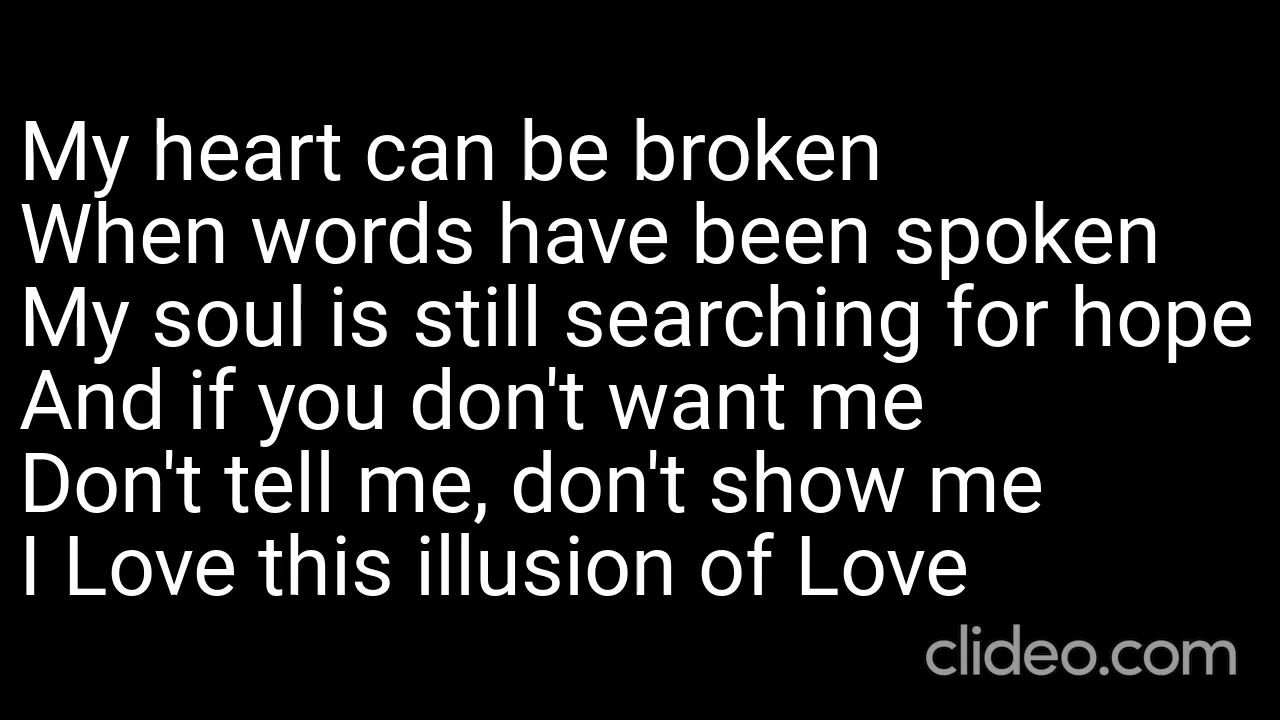 My heart can be broken
When words have been spoken
My soul is still searching for hope
And if you don't want me
Don't tell me, don't show me
I Love this illusion of Love
clideo.com